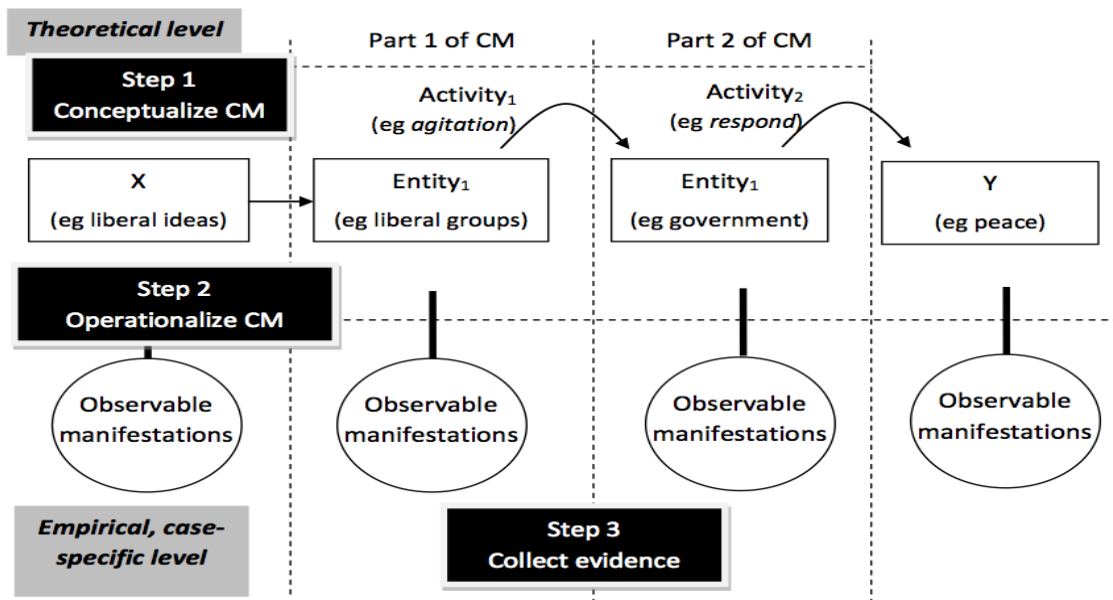 Theoretical level
Part 1 of CM
Part 2 of CM
Step 1
Conceptualize CM
Activity₁
(eg agitation)
Activity₂
(eg respond)
X
(eg liberal ideas)
Entity₁
(eg liberal groups)
Entity₁
(eg government)
Y
(eg peace)
Step 2
Operationalize CM
Observable
manifestations
Observable
manifestations
Observable
manifestations
Observable
manifestations
Empirical, case-
specific level
Step 3
Collect evidence